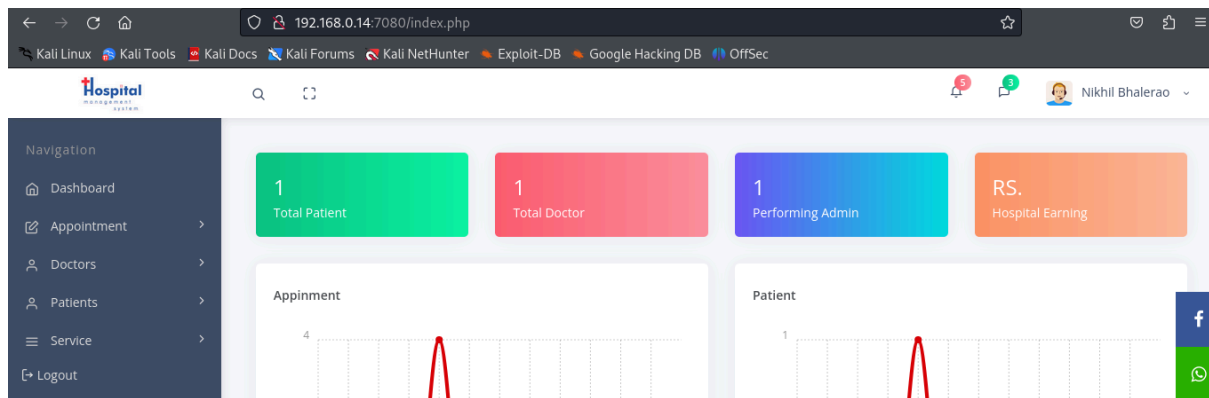 192.168.0.14:7080/index.php
Kali Linux Kali Tools Kali Docs Kali Forums Kali NetHunter Exploit-DB Google Hacking DB OffSec
Hospital
management
system
5
3
Nikhil Bhalerao
Navigation
Dashboard
Appointment
Doctors
Patients
Service
Logout
1
Total Patient
1
Total Doctor
1
Performing Admin
RS.
Hospital Earning
Appinment
4
Patient
1